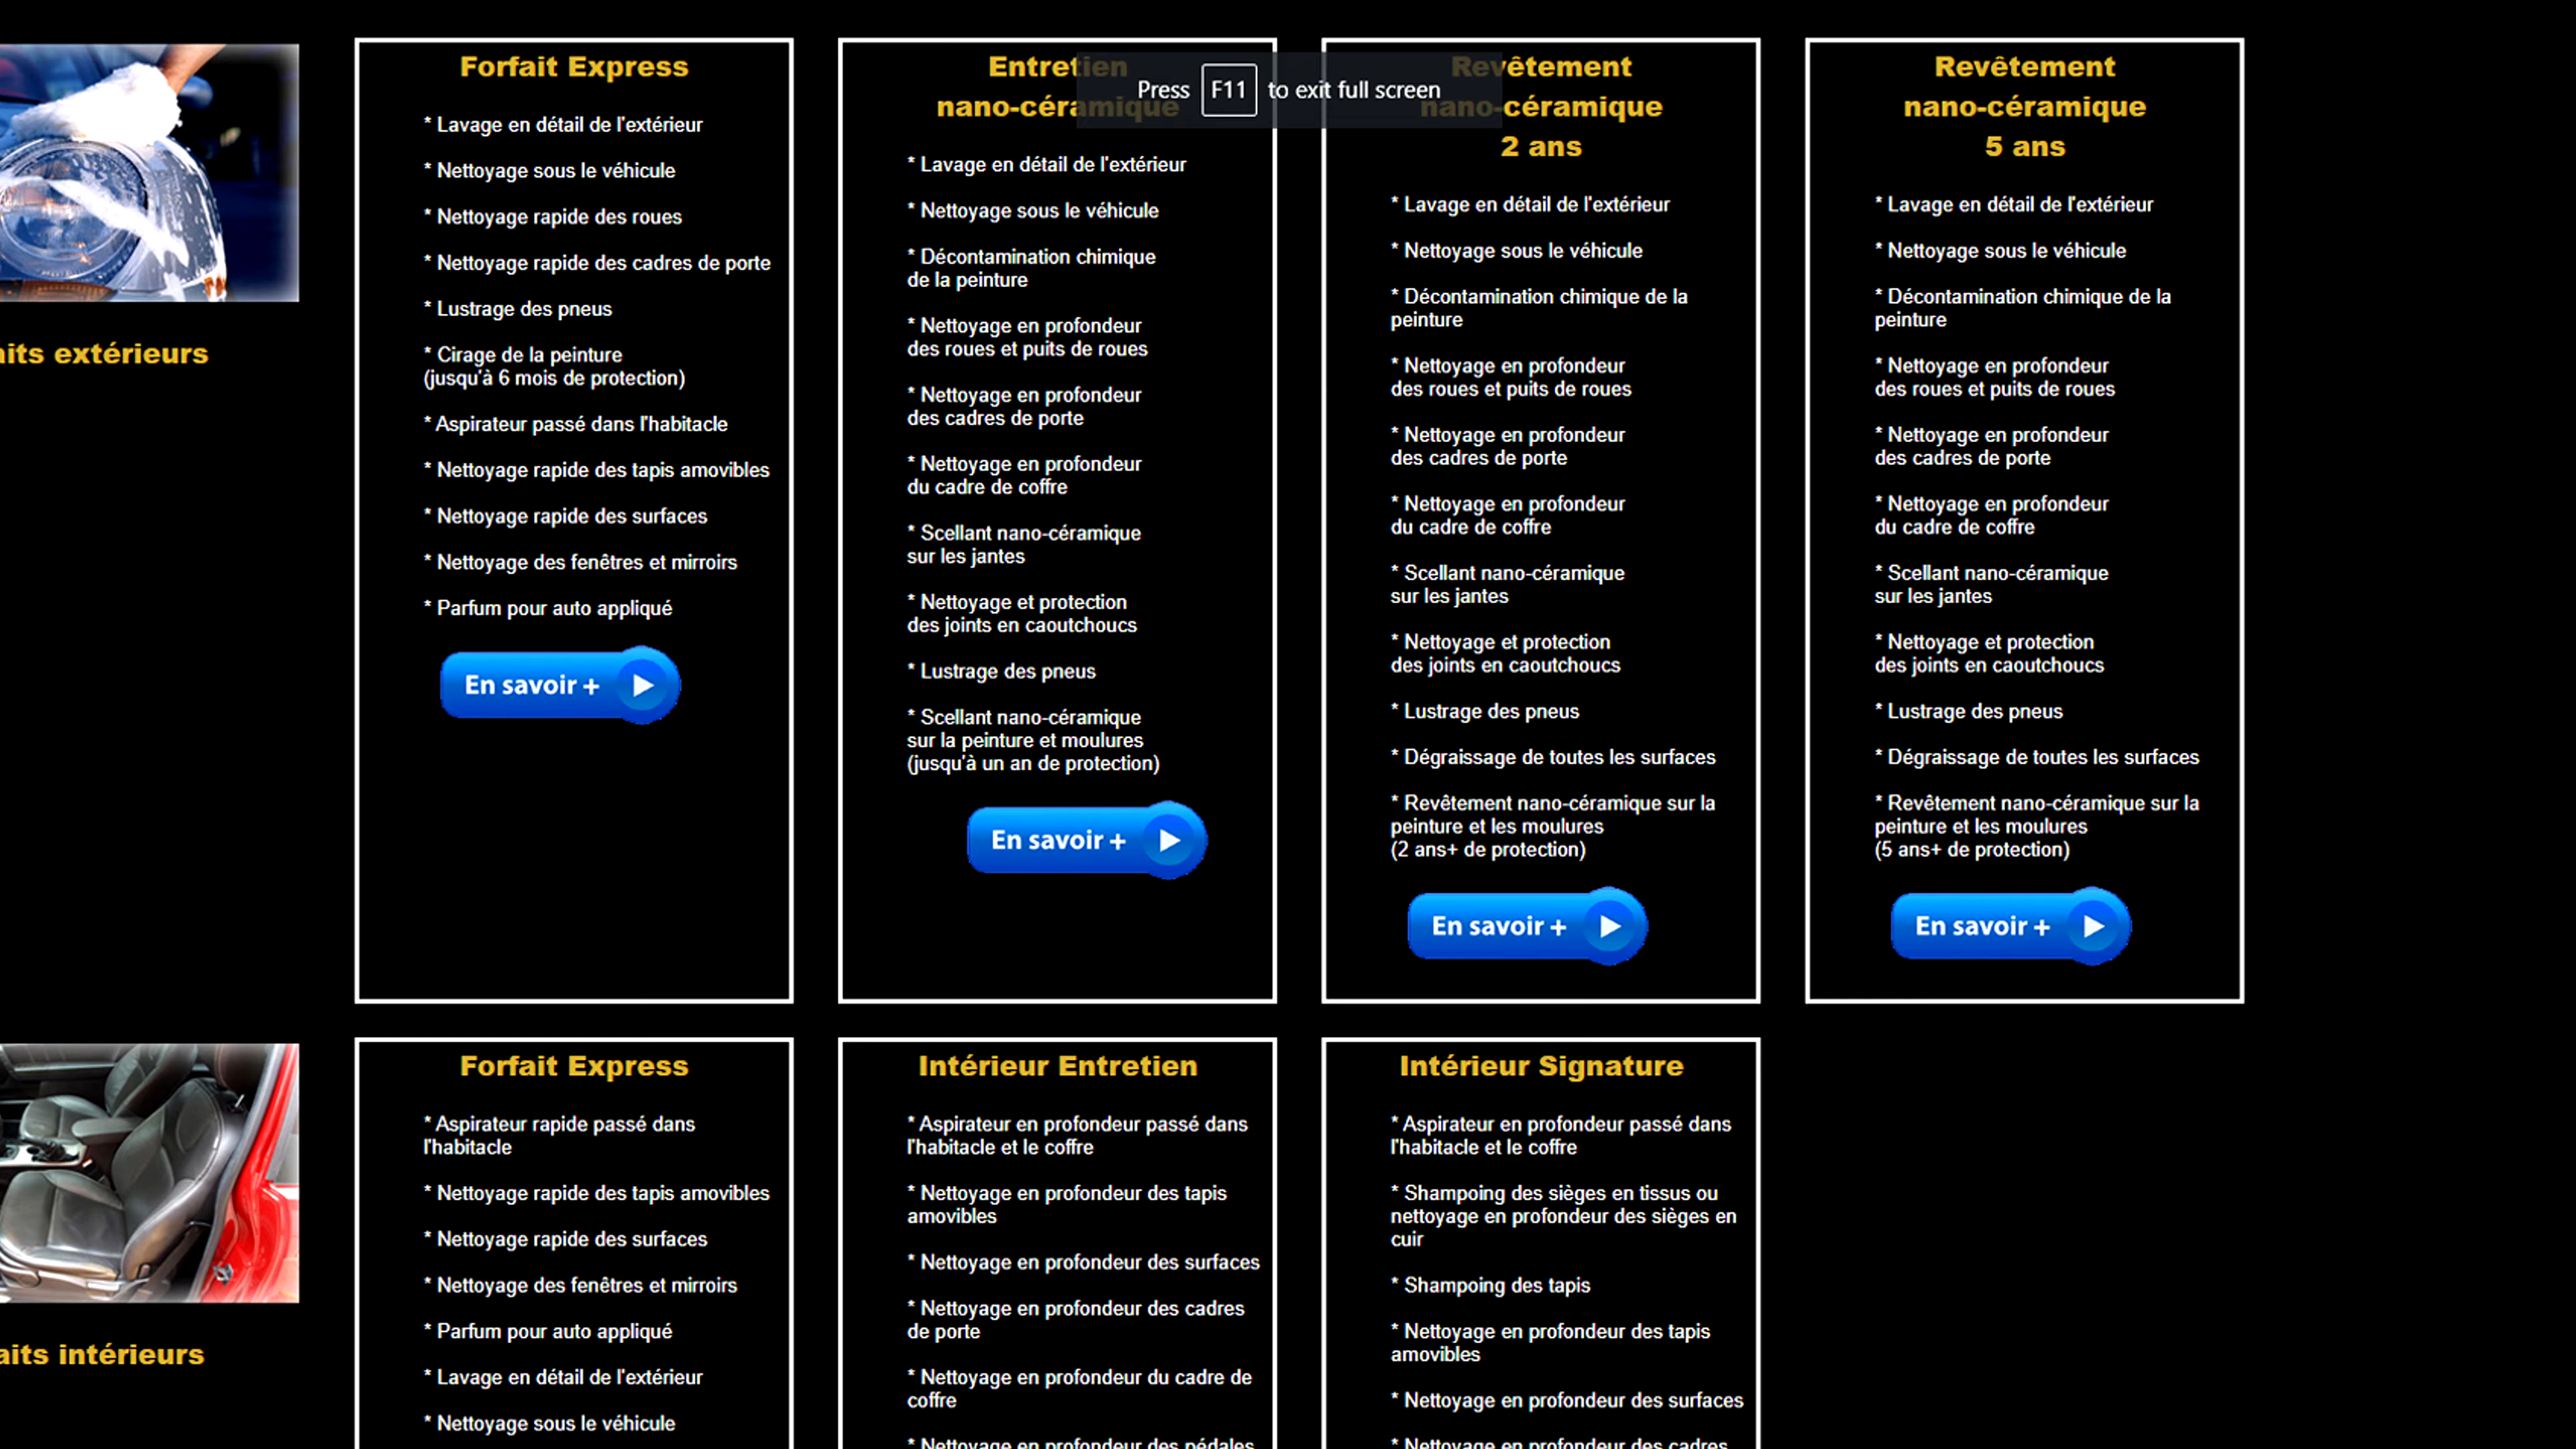 Press F11 to exit full screen
aits extérieurs
Forfait Express
* Lavage en détail de l'extérieur
* Nettoyage sous le véhicule
* Nettoyage rapide des roues
* Nettoyage rapide des cadres de porte
* Lustrage des pneus
* Cirage de la peinture
(jusqu'à 6 mois de protection)
* Aspirateur passé dans l'habitacle
* Nettoyage rapide des tapis amovibles
* Nettoyage rapide des surfaces
* Nettoyage des fenêtres et mirroirs
* Parfum pour auto appliqué
En savoir +
Entretien
nano-céramique
* Lavage en détail de l'extérieur
* Nettoyage sous le véhicule
* Décontamination chimique
de la peinture
* Nettoyage en profondeur
des roues et puits de roues
* Nettoyage en profondeur
des cadres de porte
* Nettoyage en profondeur
du cadre de coffre
* Scellant nano-céramique
sur les jantes
* Nettoyage et protection
des joints en caoutchoucs
* Lustrage des pneus
* Scellant nano-céramique
sur la peinture et moulures
(jusqu'à un an de protection)
En savoir +
Revêtement
nano-céramique
2 ans
* Lavage en détail de l'extérieur
* Nettoyage sous le véhicule
* Décontamination chimique de la
peinture
* Nettoyage en profondeur
des roues et puits de roues
* Nettoyage en profondeur
des cadres de porte
* Nettoyage en profondeur
du cadre de coffre
* Scellant nano-céramique
sur les jantes
* Nettoyage et protection
des joints en caoutchoucs
* Lustrage des pneus
* Dégraissage de toutes les surfaces
* Revêtement nano-céramique sur la
peinture et les moulures
(2 ans+ de protection)
En savoir +
Revêtement
nano-céramique
5 ans
* Lavage en détail de l'extérieur
* Nettoyage sous le véhicule
* Décontamination chimique de la
peinture
* Nettoyage en profondeur
des roues et puits de roues
* Nettoyage en profondeur
des cadres de porte
* Nettoyage en profondeur
du cadre de coffre
* Scellant nano-céramique
sur les jantes
* Nettoyage et protection
des joints en caoutchoucs
* Lustrage des pneus
* Dégraissage de toutes les surfaces
* Revêtement nano-céramique sur la
peinture et les moulures
(5 ans+ de protection)
En savoir +
aits intérieurs
Forfait Express
* Aspirateur rapide passé dans
l'habitacle
* Nettoyage rapide des tapis amovibles
* Nettoyage rapide des surfaces
* Nettoyage des fenêtres et mirroirs
* Parfum pour auto appliqué
* Lavage en détail de l'extérieur
* Nettoyage sous le véhicule
Intérieur Entretien
* Aspirateur en profondeur passé dans
l'habitacle et le coffre
* Nettoyage en profondeur des tapis
amovibles
* Nettoyage en profondeur des surfaces
* Nettoyage en profondeur des cadres
de porte
* Nettoyage en profondeur du cadre de
coffre
* Nettoyage en profondeur des pédales
Intérieur Signature
* Aspirateur en profondeur passé dans
l'habitacle et le coffre
* Shampoing des sièges en tissus ou
nettoyage en profondeur des sièges en
cuir
* Shampoing des tapis
* Nettoyage en profondeur des tapis
amovibles
* Nettoyage en profondeur des surfaces
* Nettoyage en profondeur des cadres